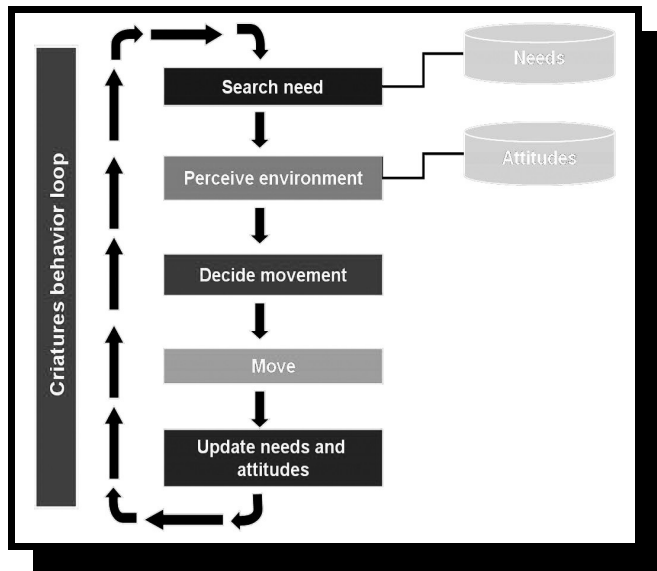 Criatures behavior loop
Search need
Needs
Perceive environment
Attitudes
Decide movement
Move
Update needs and
attitudes